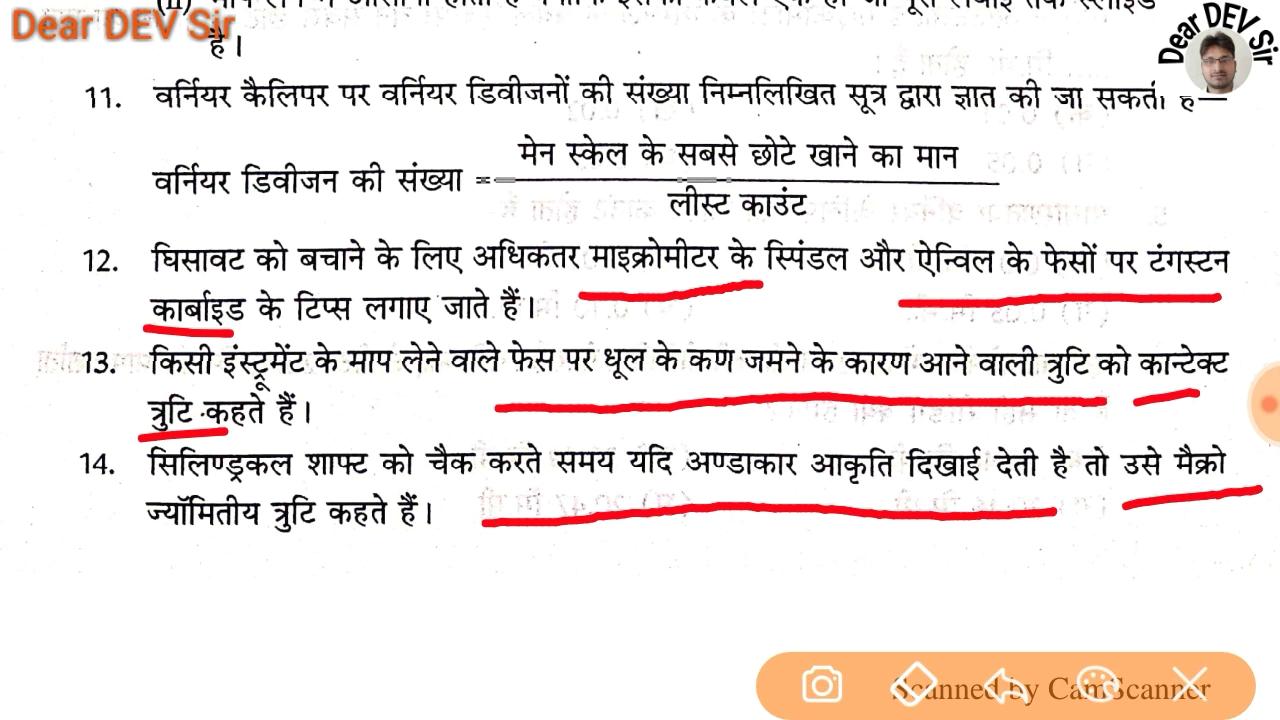 Dear DEV Sir
Dear DEV Sir
है।
11. वर्नियर कैलिपर पर वर्नियर डिवीजनों की संख्या निम्नलिखित सूत्र द्वारा ज्ञात की जा सकती है—
मेन स्केल के सबसे छोटे खाने का मान
वर्नियर डिवीजन की संख्या =
लीस्ट काउंट
12. घिसावट को बचाने के लिए अधिकतर माइक्रोमीटर के स्पिंडल और ऐन्विल के फेसों पर टंगस्टन
कार्बाइड के टिप्स लगाए जाते हैं।
13. किसी इंस्ट्रूमेंट के माप लेने वाले फेस पर धूल के कण जमने के कारण आने वाली त्रुटि को कान्टेक्ट
त्रुटि कहते हैं।
14. सिलिण्ड्रकल शाफ्ट को चैक करते समय यदि अण्डाकार आकृति दिखाई देती है तो उसे मैक्रो
ज्यॉमितीय त्रुटि कहते हैं।
Scanned by CamScanner